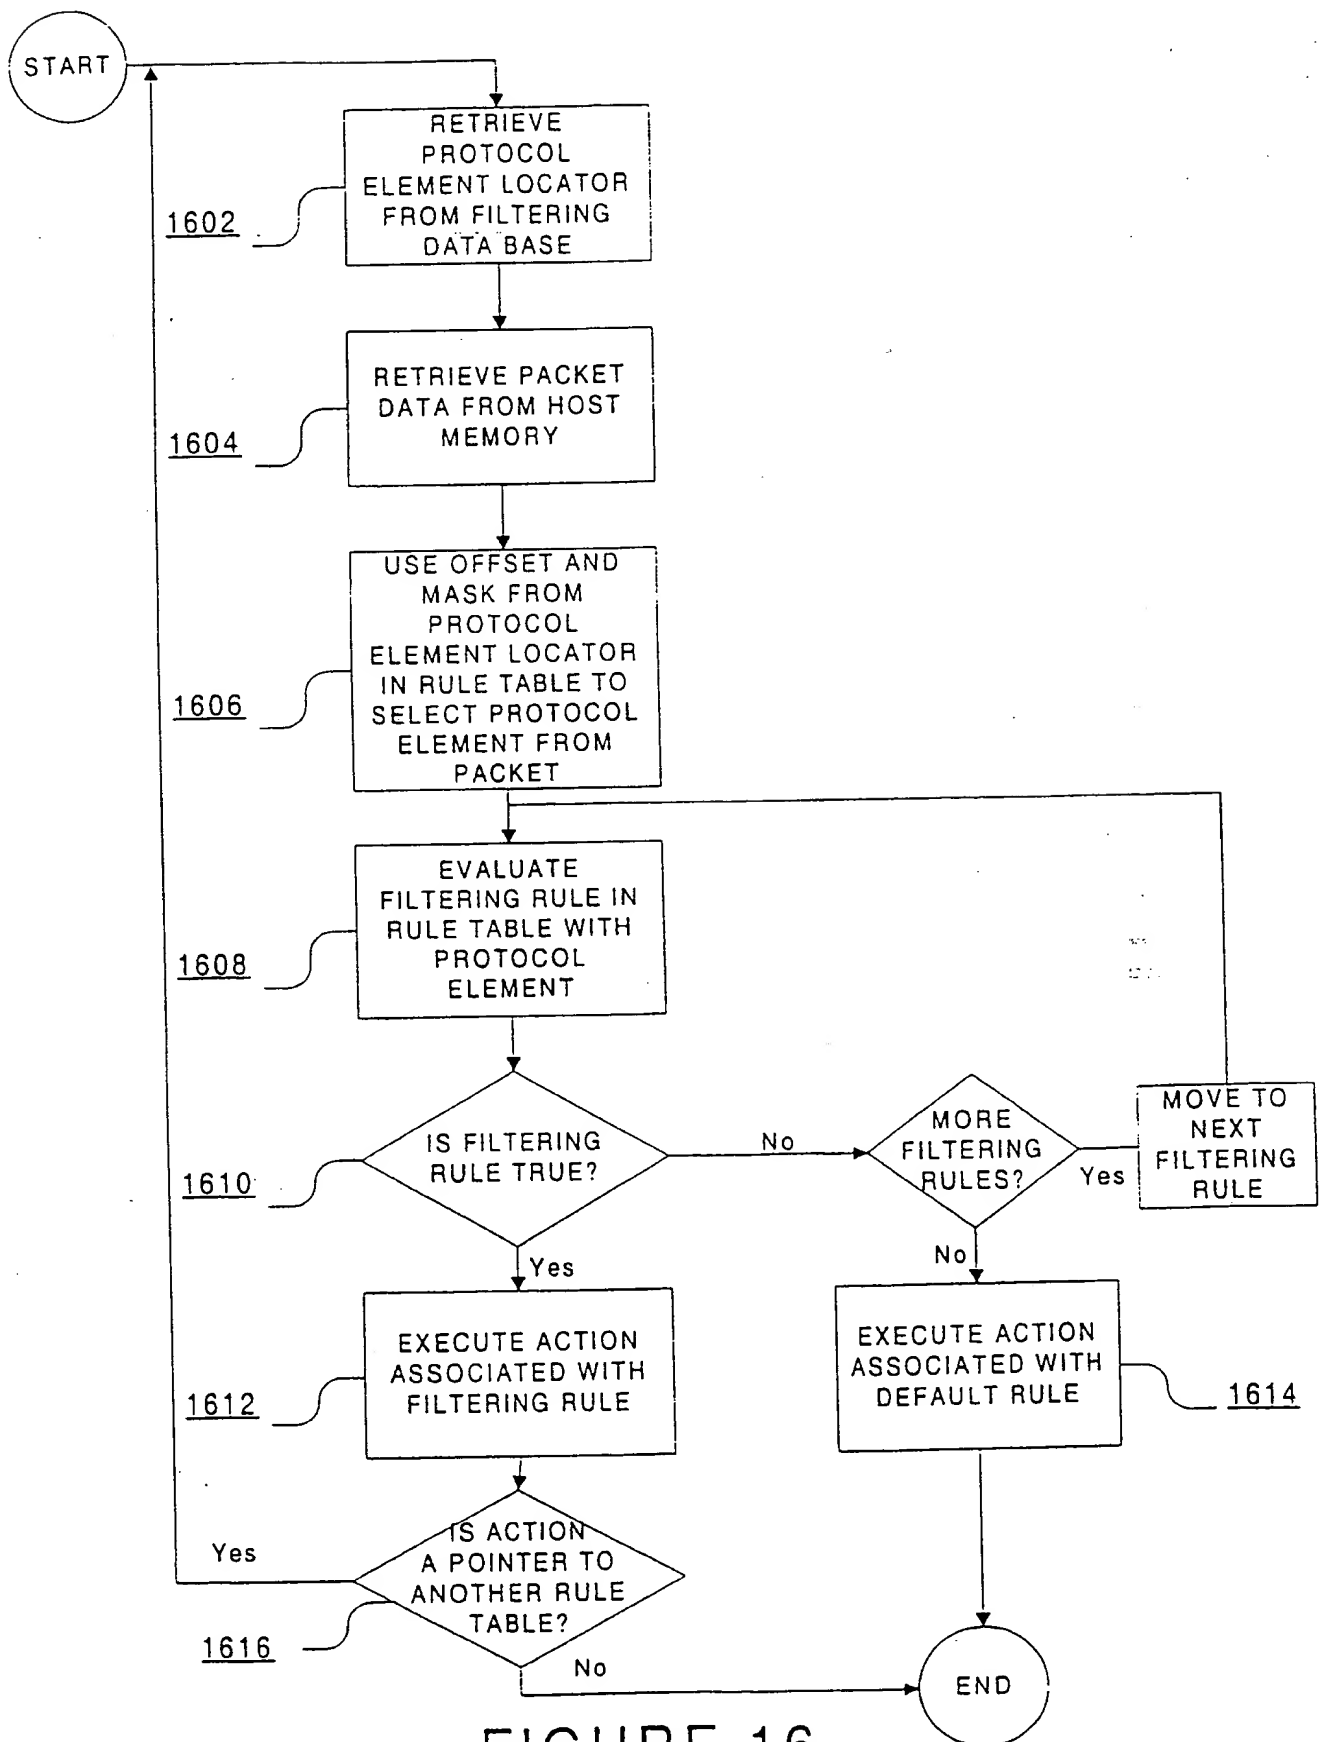 START
RETRIEVE
PROTOCOL
ELEMENT LOCATOR
FROM FILTERING
DATA BASE
1602
RETRIEVE PACKET
DATA FROM HOST
MEMORY
1604
USE OFFSET AND
MASK FROM
PROTOCOL
ELEMENT LOCATOR
IN RULE TABLE TO
SELECT PROTOCOL
ELEMENT FROM
PACKET
1606
EVALUATE
FILTERING RULE IN
RULE TABLE WITH
PROTOCOL
ELEMENT
1608
IS FILTERING
RULE TRUE?
1610
No
MORE
FILTERING
RULES?
Yes
MOVE TO
NEXT
FILTERING
RULE
Yes
No
EXECUTE ACTION
ASSOCIATED WITH
FILTERING RULE
1612
EXECUTE ACTION
ASSOCIATED WITH
DEFAULT RULE
1614
IS ACTION
A POINTER TO
ANOTHER RULE
TABLE?
Yes
1616
No
END
FIGURE 16